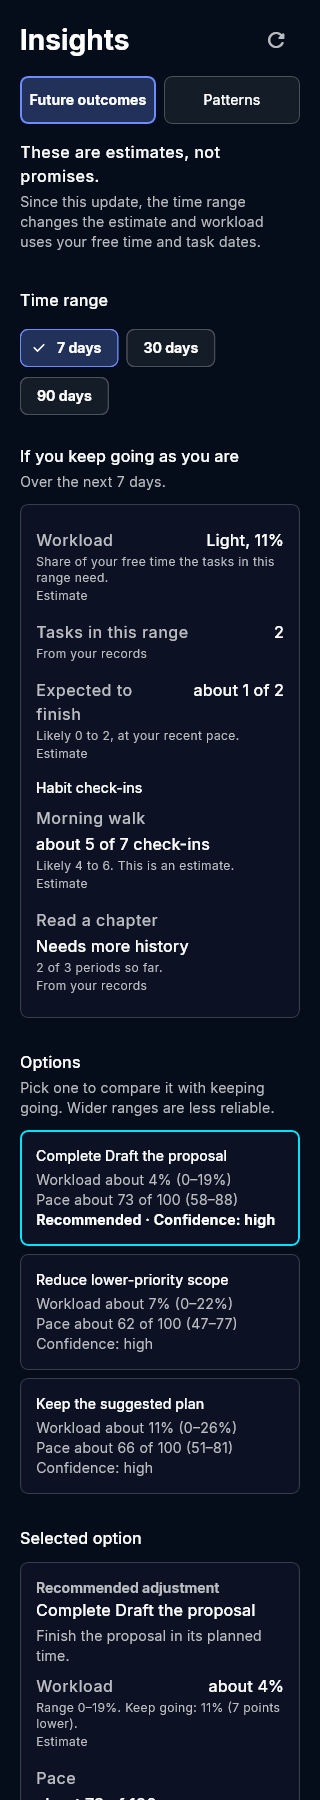 Insights
Future outcomes
Patterns
These are estimates, not
promises.
Since this update, the time range
changes the estimate and workload
uses your free time and task dates.
Time range
7 days
30 days
90 days
If you keep going as you are
Over the next 7 days.
Workload
Light, 11%
Share of your free time the tasks in this
range need.
Estimate
Tasks in this range
2
From your records
Expected to
finish
about 1 of 2
Likely 0 to 2, at your recent pace.
Estimate
Habit check-ins
Morning walk
about 5 of 7 check-ins
Likely 4 to 6. This is an estimate.
Estimate
Read a chapter
Needs more history
2 of 3 periods so far.
From your records
Options
Pick one to compare it with keeping
going. Wider ranges are less reliable.
Complete Draft the proposal
Workload about 4% (0–19%)
Pace about 73 of 100 (58–88)
Recommended · Confidence: high
Reduce lower-priority scope
Workload about 7% (0–22%)
Pace about 62 of 100 (47–77)
Confidence: high
Keep the suggested plan
Workload about 11% (0–26%)
Pace about 66 of 100 (51–81)
Confidence: high
Selected option
Recommended adjustment
Complete Draft the proposal
Finish the proposal in its planned
time.
Workload
about 4%
Range 0–19%. Keep going: 11% (7 points
lower).
Estimate
Pace